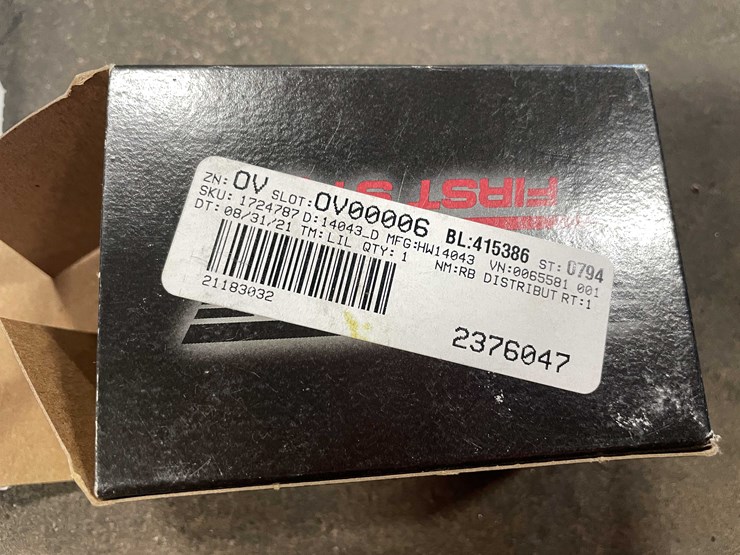 ZN: OV SLOT: OV00006 BL:415386 ST: 0794
SKU: 1724787 D:14043_D MFG:HW14043 VN:0065581 001
DT: 08/31/21 TM: LIL QTY: 1 NM:RB DISTRIBUT RT:1
21183032
2376047
FIRST